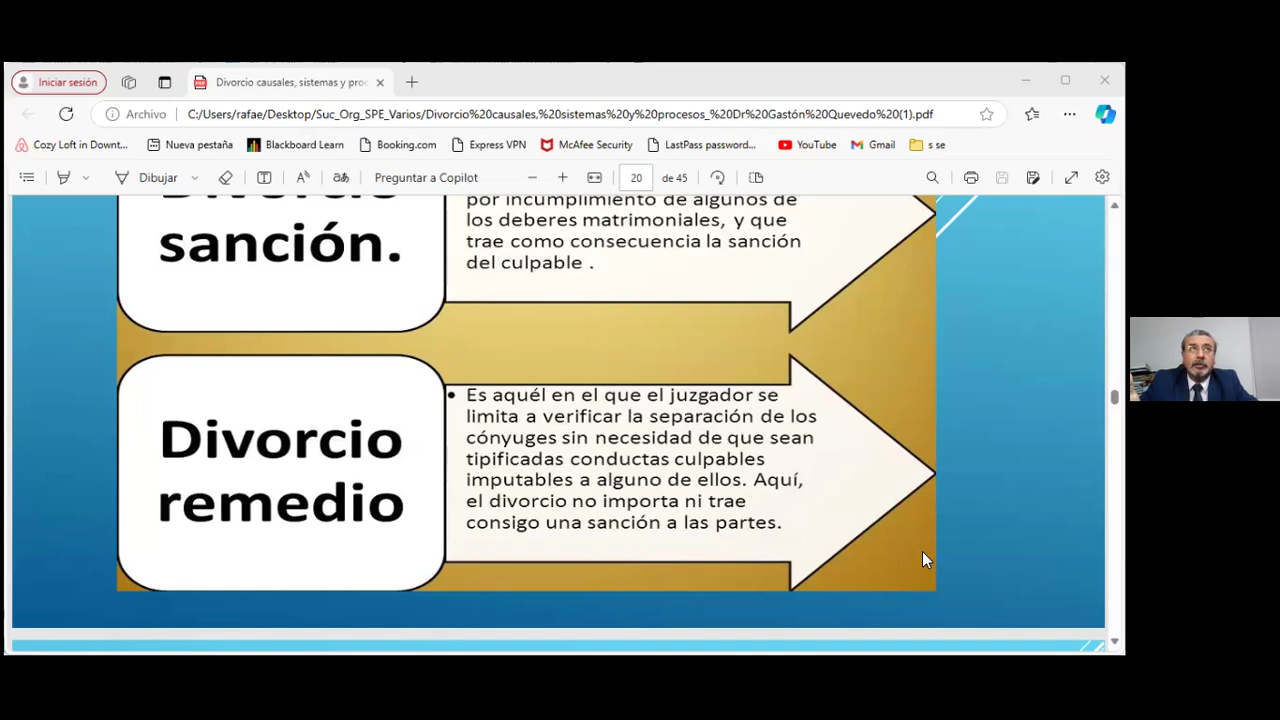 Iniciar sesión
Divorcio causales, sistemas y proc
Archivo
C:/Users/rafae/Desktop/Suc_Org_SPE_Varios/Divorcio%20causales,%20sistemas%20y%20procesos_%20Dr%20Gastón%20Quevedo%20(1).pdf
Cozy Loft in Downt...
Nueva pestaña
Blackboard Learn
Booking.com
Express VPN
McAfee Security
LastPass password...
YouTube
Gmail
s se
Dibujar
Preguntar a Copilot
20
de 45
Divorcio
sanción.
por incumplimiento de algunos de
los deberes matrimoniales, y que
trae como consecuencia la sanción
del culpable .
Divorcio
remedio
• Es aquél en el que el juzgador se
limita a verificar la separación de los
cónyuges sin necesidad de que sean
tipificadas conductas culpables
imputables a alguno de ellos. Aquí,
el divorcio no importa ni trae
consigo una sanción a las partes.